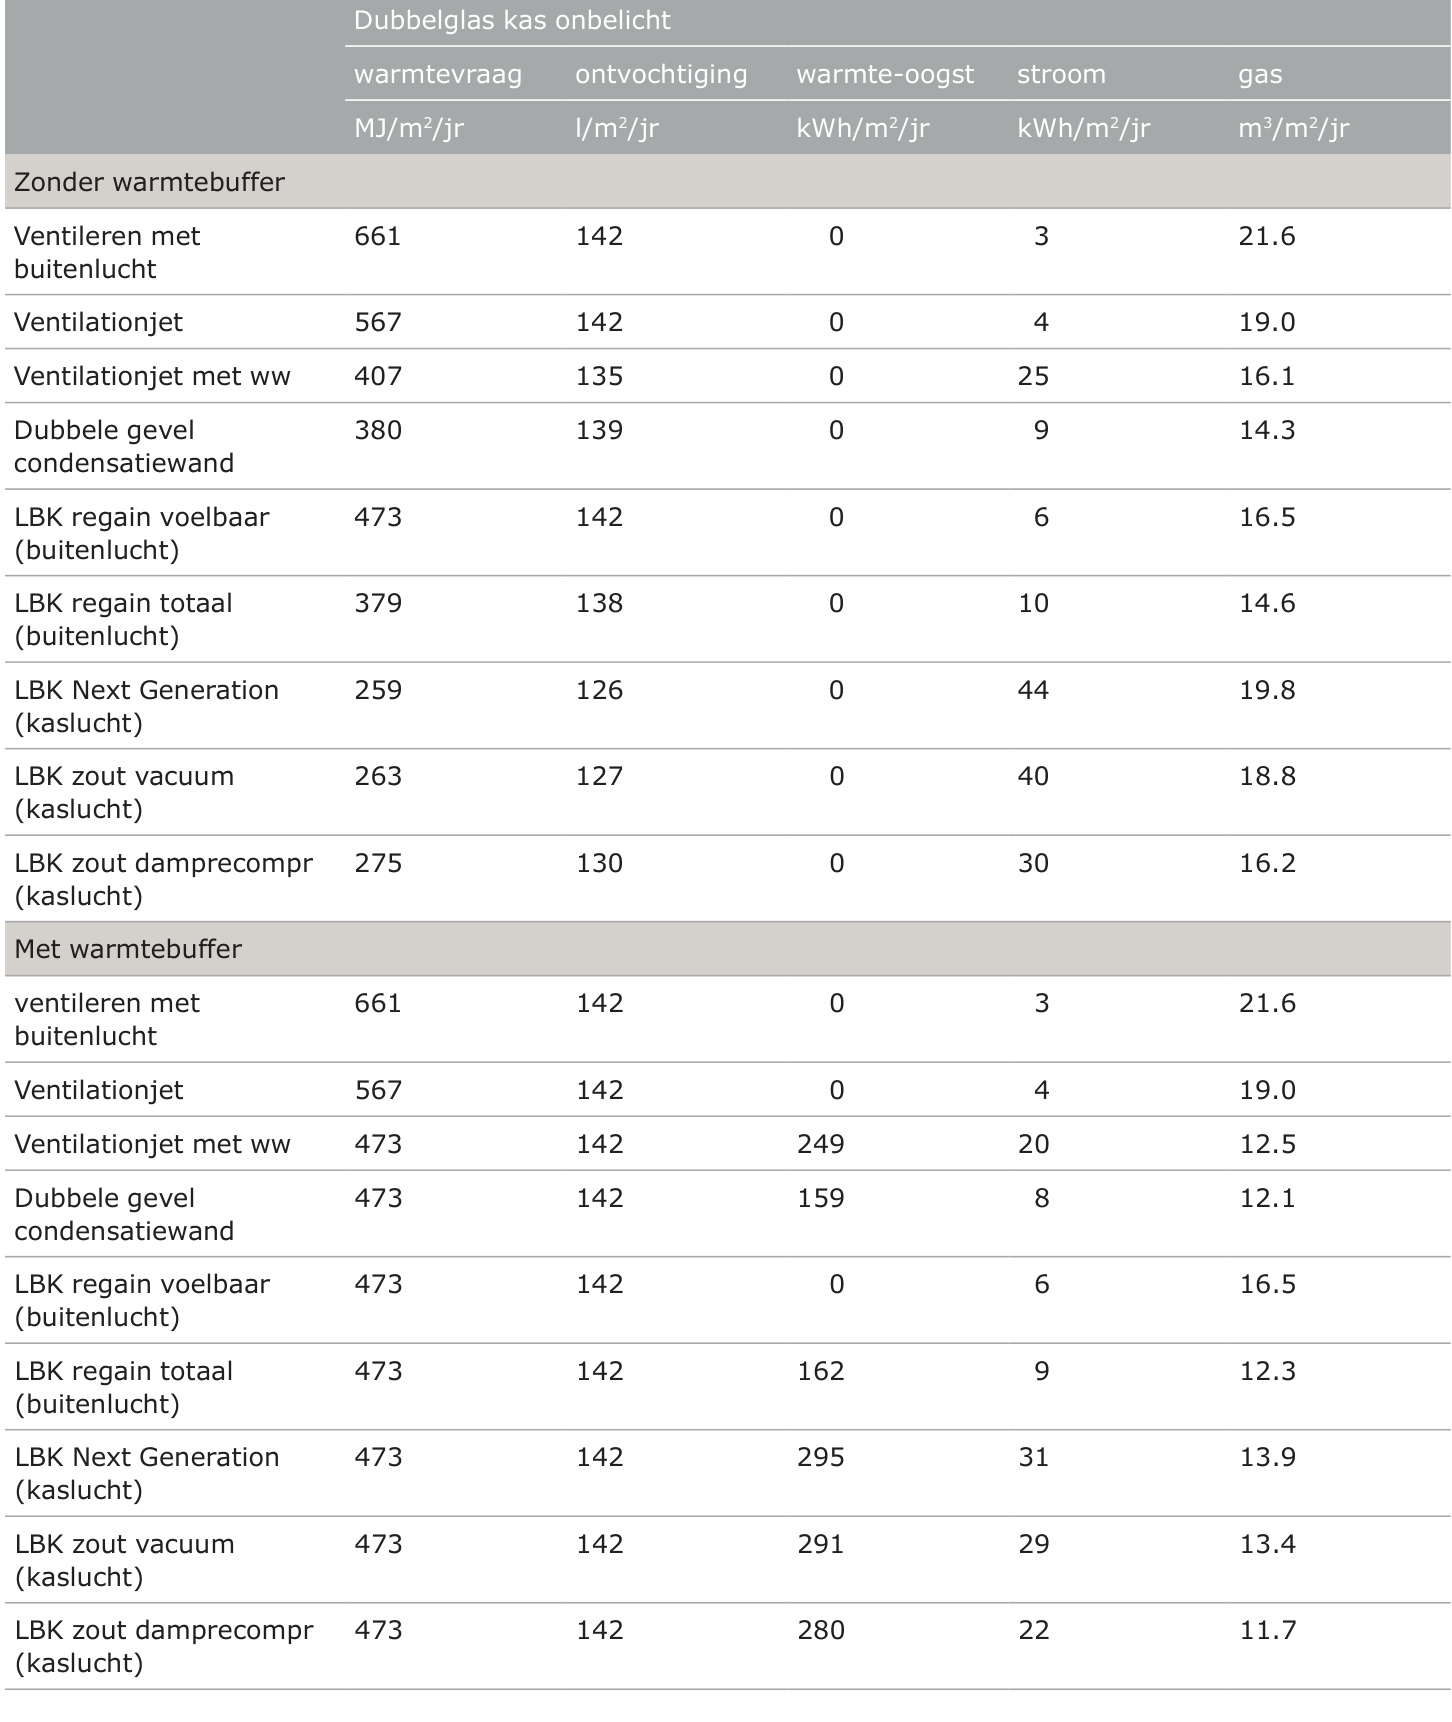 Dubbelglas kas onbelicht
warmtevraag ontvochtiging warmte-oogst stroom gas
MJ/m²/jr l/m²/jr kWh/m²/jr kWh/m²/jr m³/m²/jr
Zonder warmtebuffer
Ventileren met 661 142 0 3 21.6
buitenlucht
Ventilationjet 567 142 0 4 19.0
Ventilationjet met ww 407 135 0 25 16.1
Dubbele gevel 380 139 0 9 14.3
condensatiewand
LBK regain voelbaar 473 142 0 6 16.5
(buitenlucht)
LBK regain totaal 379 138 0 10 14.6
(buitenlucht)
LBK Next Generation 259 126 0 44 19.8
(kaslucht)
LBK zout vacuum 263 127 0 40 18.8
(kaslucht)
LBK zout damprecompr 275 130 0 30 16.2
(kaslucht)
Met warmtebuffer
ventileren met 661 142 0 3 21.6
buitenlucht
Ventilationjet 567 142 0 4 19.0
Ventilationjet met ww 473 142 249 20 12.5
Dubbele gevel 473 142 159 8 12.1
condensatiewand
LBK regain voelbaar 473 142 0 6 16.5
(buitenlucht)
LBK regain totaal 473 142 162 9 12.3
(buitenlucht)
LBK Next Generation 473 142 295 31 13.9
(kaslucht)
LBK zout vacuum 473 142 291 29 13.4
(kaslucht)
LBK zout damprecompr 473 142 280 22 11.7
(kaslucht)